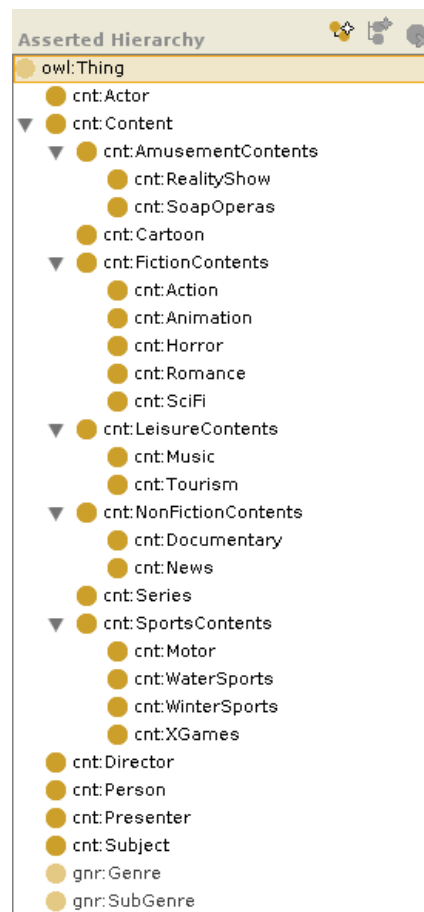 Asserted Hierarchy
owl:Thing
cnt:Actor
cnt:Content
cnt:AmusementContents
cnt:RealityShow
cnt:SoapOperas
cnt:Cartoon
cnt:FictionContents
cnt:Action
cnt:Animation
cnt:Horror
cnt:Romance
cnt:SciFi
cnt:LeisureContents
cnt:Music
cnt:Tourism
cnt:NonFictionContents
cnt:Documentary
cnt:News
cnt:Series
cnt:SportsContents
cnt:Motor
cnt:WaterSports
cnt:WinterSports
cnt:XGames
cnt:Director
cnt:Person
cnt:Presenter
cnt:Subject
gnr:Genre
gnr:SubGenre